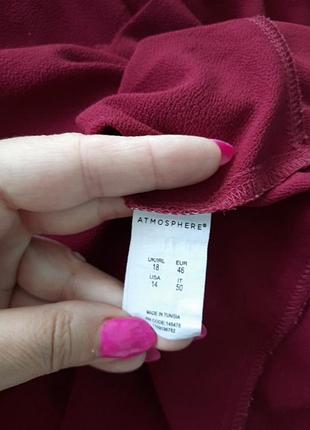 ATMOSPHERE®
UK/IRL EUR
18 46
USA IT
14 50
MADE IN TUNISIA